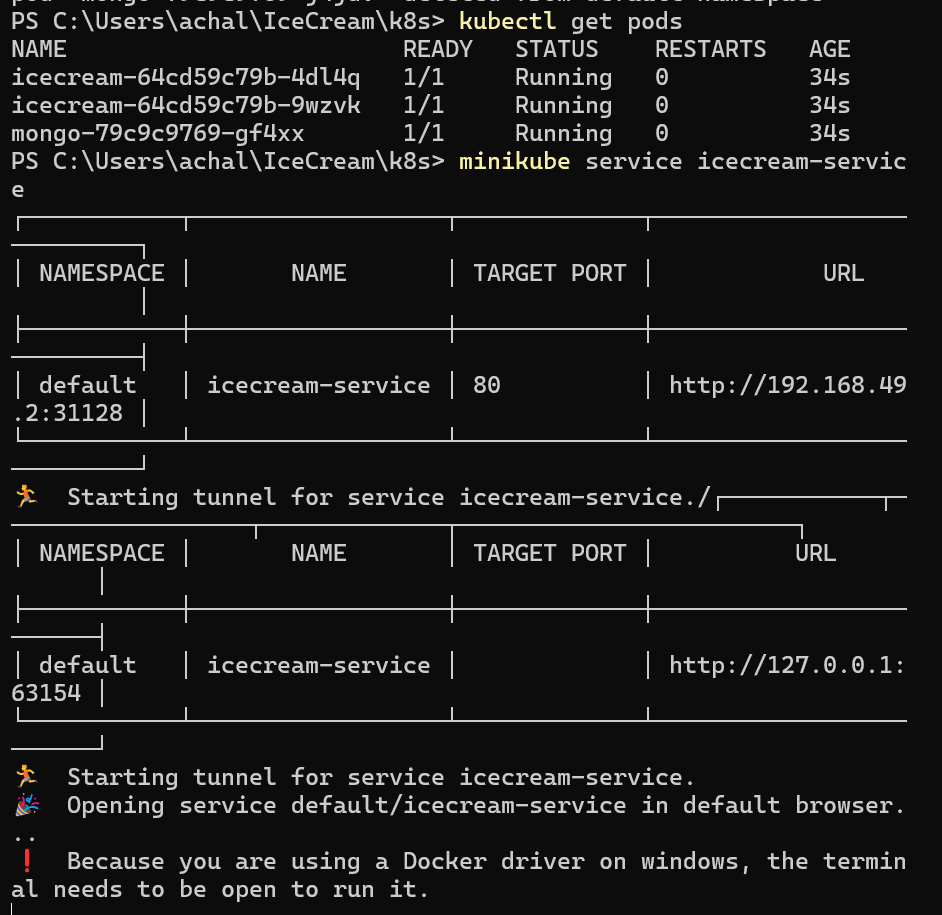 PS C:\Users\achal\IceCream\k8s> kubectl get pods
NAME READY STATUS RESTARTS AGE
icecream-64cd59c79b-4dl4q 1/1 Running 0 34s
icecream-64cd59c79b-9wzvk 1/1 Running 0 34s
mongo-79c9c9769-gf4xx 1/1 Running 0 34s
PS C:\Users\achal\IceCream\k8s> minikube service icecream-servic
e
| NAMESPACE | NAME | TARGET PORT | URL
|
| default | icecream-service | 80 | http://192.168.49
.2:31128 |
🏃 Starting tunnel for service icecream-service./
| NAMESPACE | NAME | TARGET PORT | URL
|
| default | icecream-service | | http://127.0.0.1:
63154 |
🏃 Starting tunnel for service icecream-service.
🎉 Opening service default/icecream-service in default browser.
..
❗ Because you are using a Docker driver on windows, the termin
al needs to be open to run it.